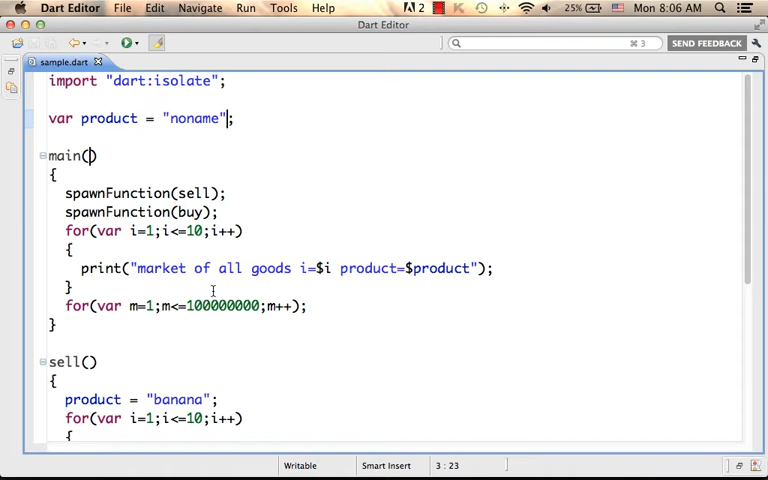 Dart Editor File Edit Navigate Run Tools Help 2 25% Mon 8:06 AM
Dart Editor
⌘3 SEND FEEDBACK
sample.dart
import "dart:isolate";
var product = "noname";
main()
{
spawnFunction(sell);
spawnFunction(buy);
for(var i=1;i<=10;i++)
{
print("market of all goods i=$i product=$product");
}
for(var m=1;m<=100000000;m++);
}
sell()
{
product = "banana";
for(var i=1;i<=10;i++)
{
Writable Smart Insert 3 : 23